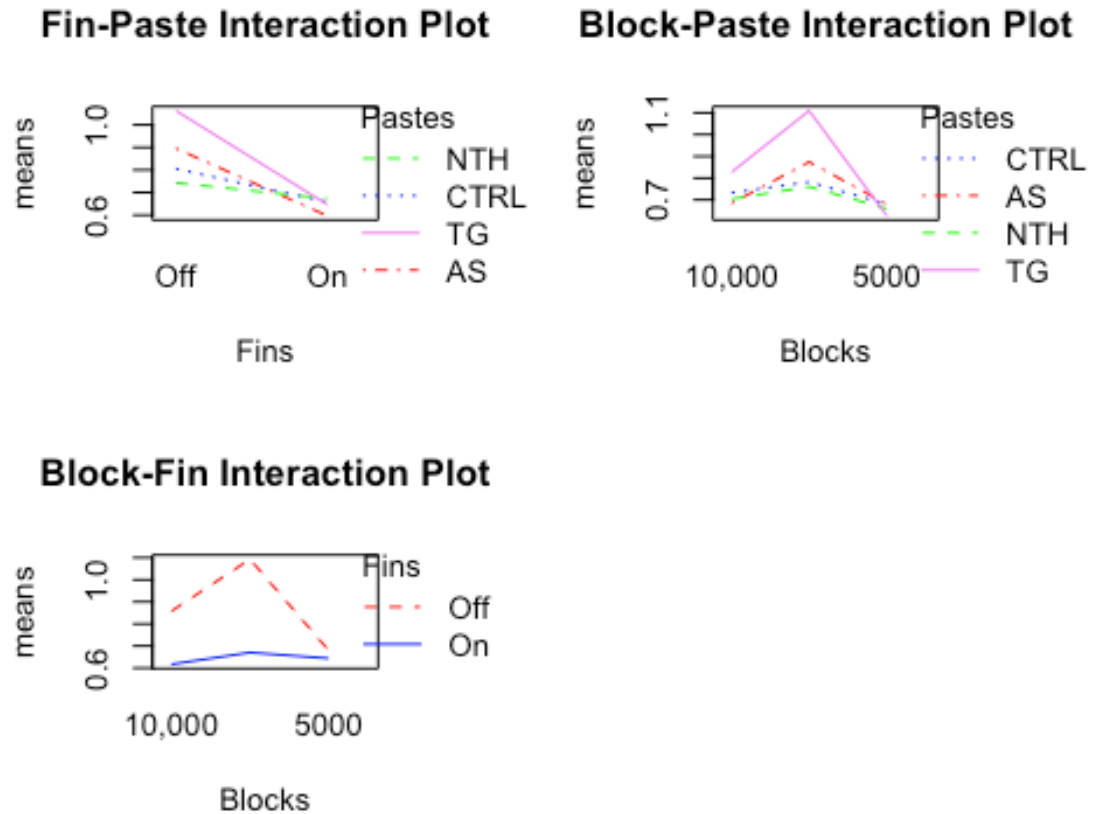 Fin-Paste Interaction Plot
means
1.0
0.6
Off
On
Fins
Pastes
NTH
CTRL
TG
AS
Block-Paste Interaction Plot
means
1.1
0.7
10,000
5000
Blocks
Pastes
CTRL
AS
NTH
TG
Block-Fin Interaction Plot
means
1.0
0.6
10,000
5000
Blocks
Fins
Off
On